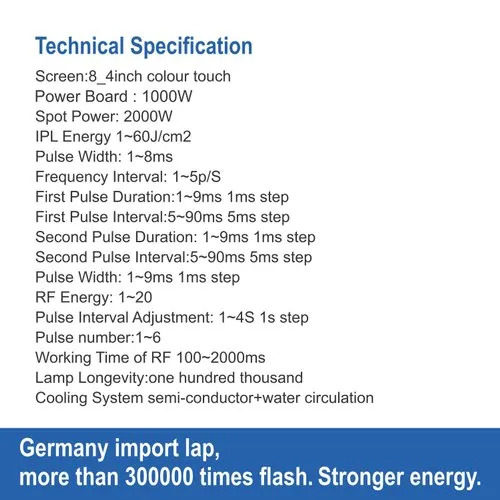 Technical Specification
Screen:8_4inch colour touch
Power Board : 1000W
Spot Power: 2000W
IPL Energy 1~60J/cm2
Pulse Width: 1~8ms
Frequency Interval: 1~5p/S
First Pulse Duration:1~9ms 1ms step
First Pulse Interval:5~90ms 5ms step
Second Pulse Duration: 1~9ms 1ms step
Second Pulse Interval:5~90ms 5ms step
Pulse Width: 1~9ms 1ms step
RF Energy: 1~20
Pulse Interval Adjustment: 1~4S 1s step
Pulse number:1~6
Working Time of RF 100~2000ms
Lamp Longevity:one hundred thousand
Cooling System semi-conductor+water circulation
Germany import lap,
more than 300000 times flash. Stronger energy.